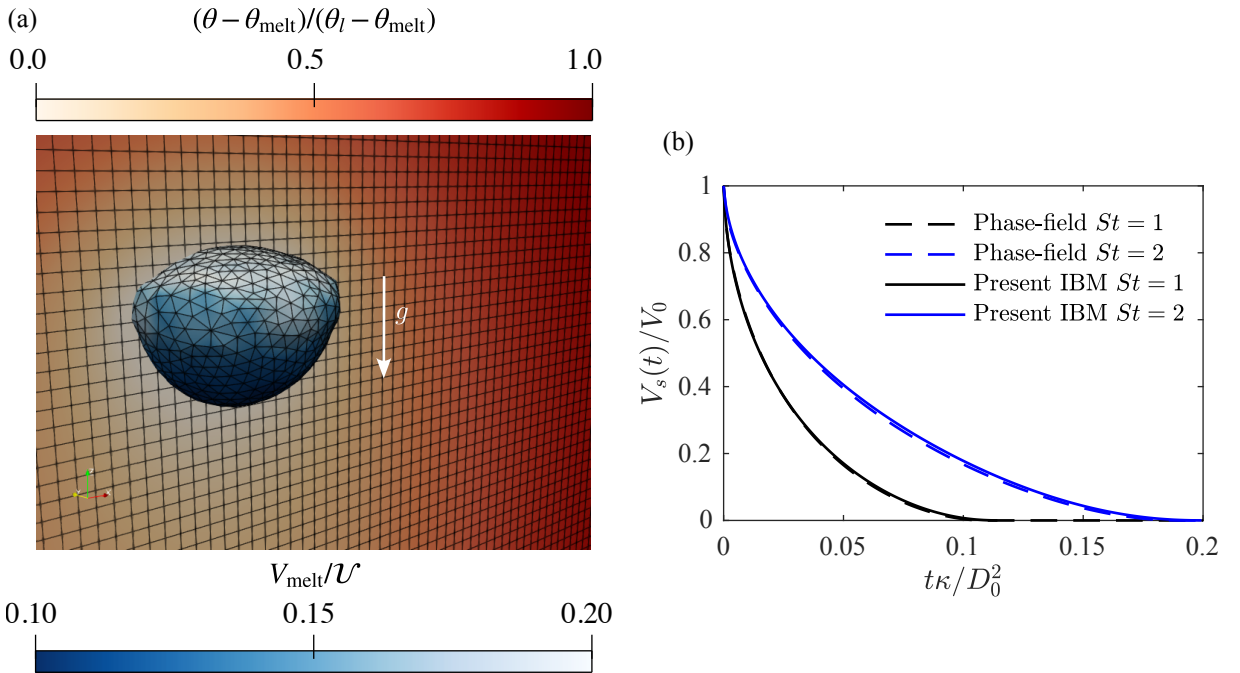 (a)
(θ − θmelt)/(θl − θmelt)
0.0 0.5 1.0
g
Vmelt/𝒰
0.10 0.15 0.20
(b)
1
0.8
0.6
0.4
0.2
0
Vs(t)/V0
Phase-field St = 1
Phase-field St = 2
Present IBM St = 1
Present IBM St = 2
0 0.05 0.1 0.15 0.2
tκ/D₀²